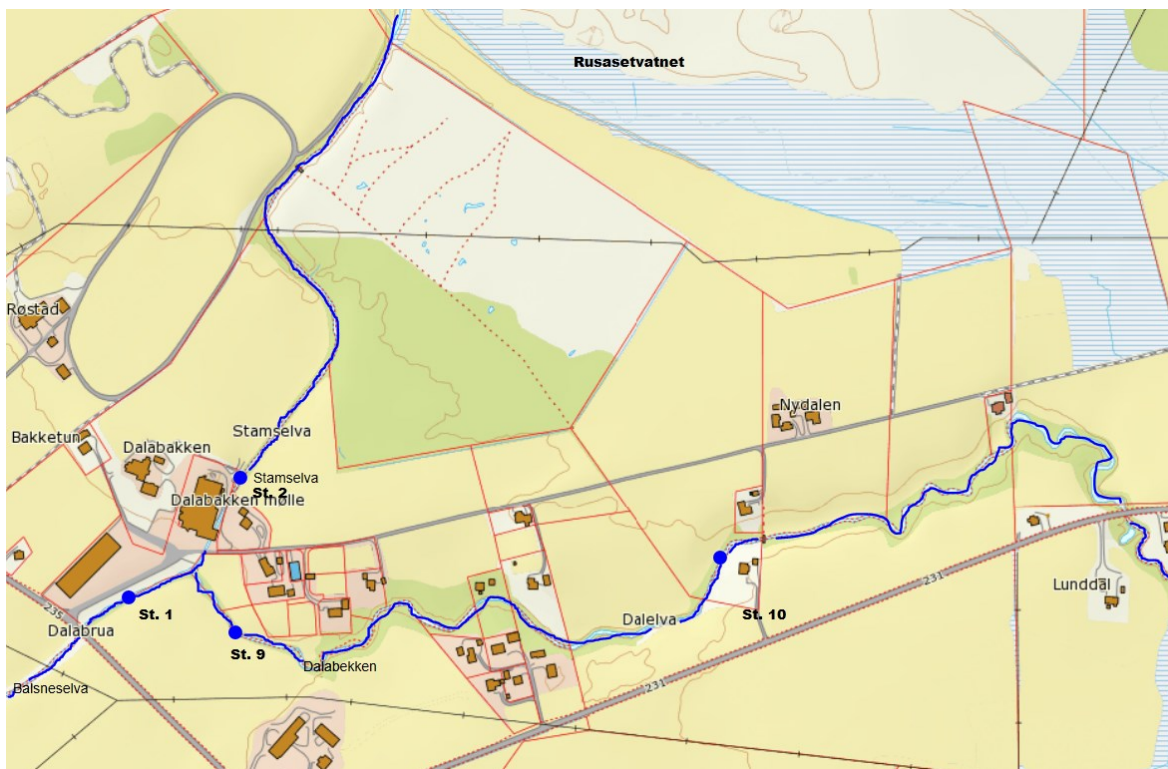 Rusasetvatnet
Røstad
Nydalen
Stamselva
Bakketun
Dalabakken
Stamselva
St. 2
Dalabakken mølle
231
Lunddal
235
St. 1
Dalelva
St. 10
Dalabrua
St. 9
Dalabekken
231
Balsneselva